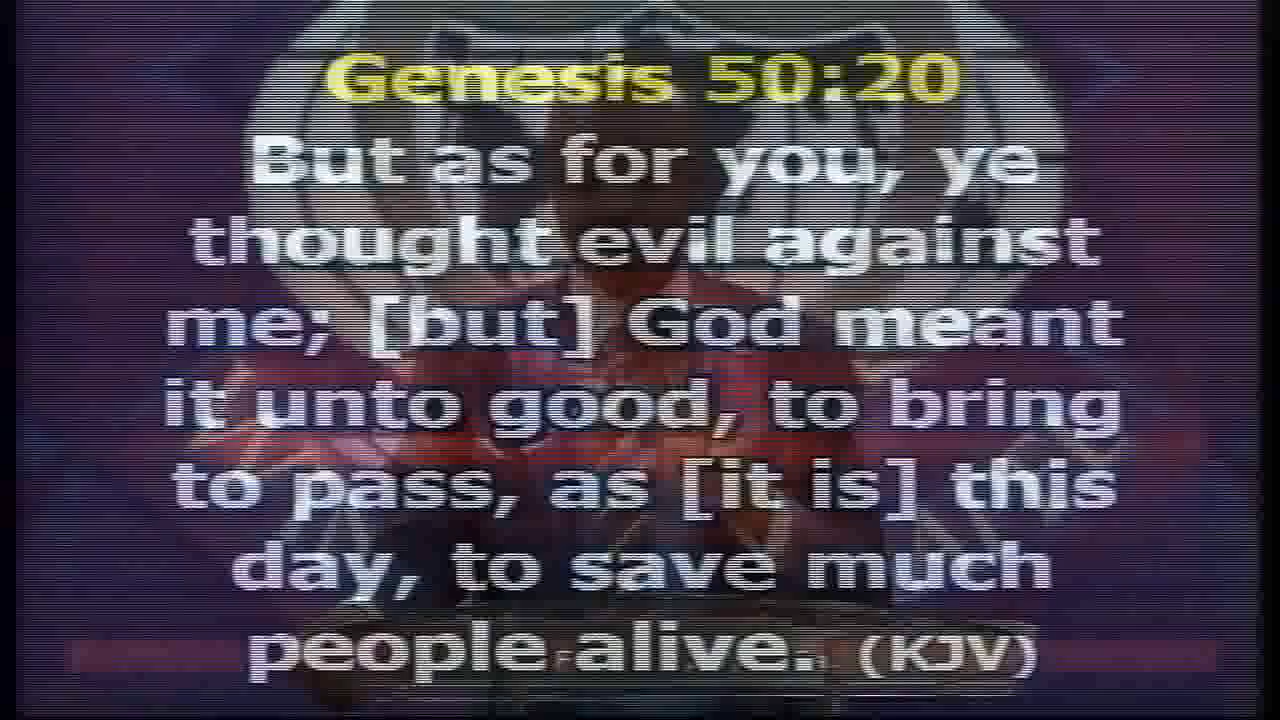 Genesis 50:20
But as for you, ye
thought evil against
me; [but] God meant
it unto good, to bring
to pass, as [it is] this
day, to save much
people alive. (KJV)